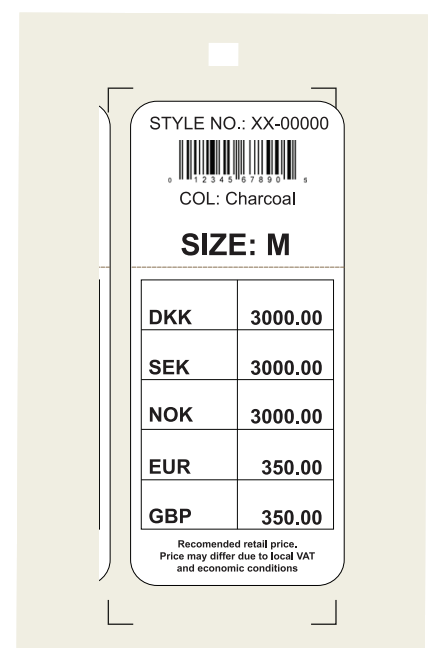 STYLE NO.: XX-00000
0 12345 67890 5
COL: Charcoal
SIZE: M
DKK 3000.00
SEK 3000.00
NOK 3000.00
EUR 350.00
GBP 350.00
Recomended retail price.
Price may differ due to local VAT
and economic conditions